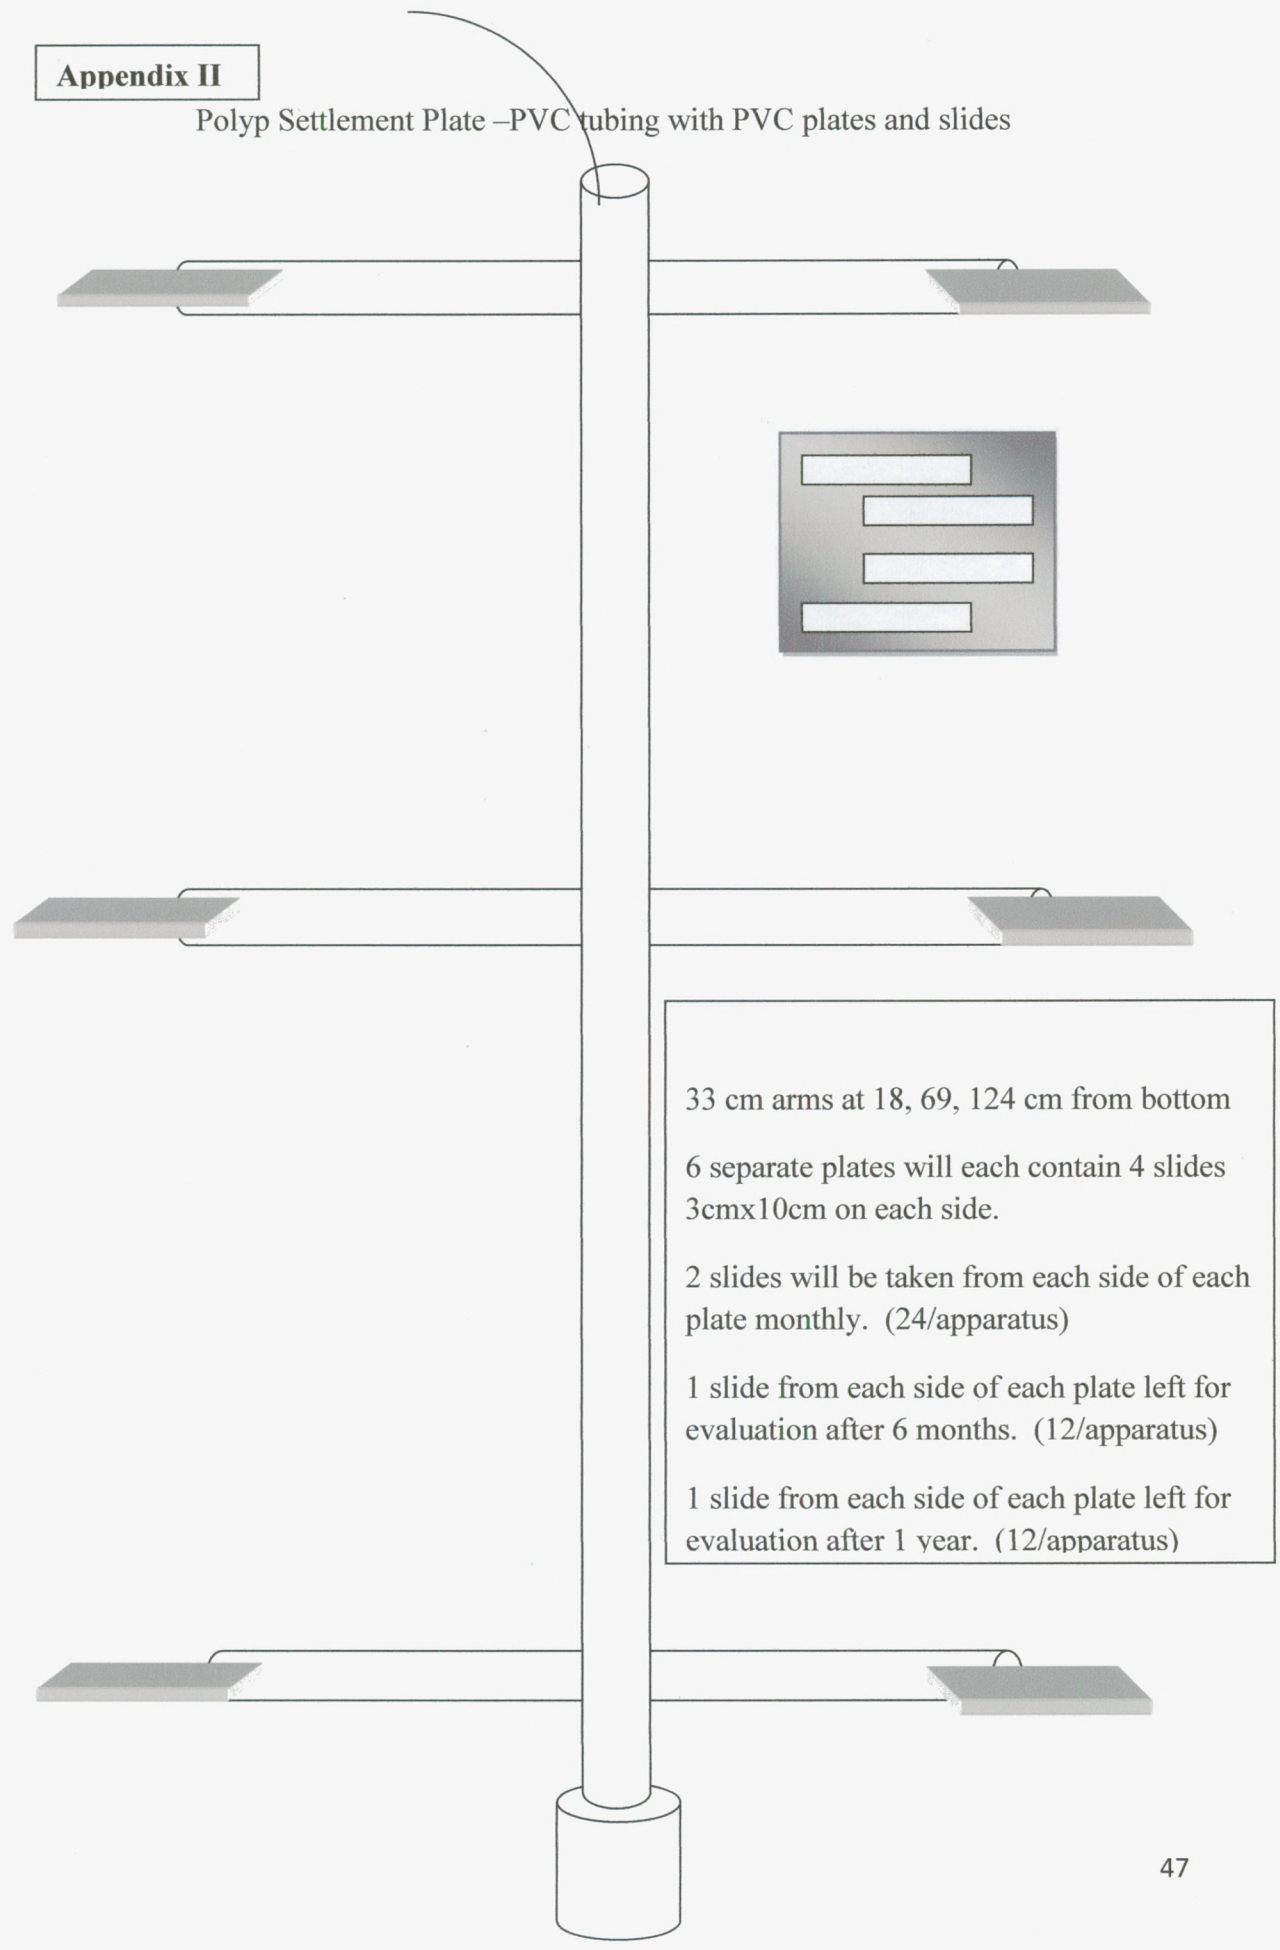 Appendix II
Polyp Settlement Plate –PVC tubing with PVC plates and slides
33 cm arms at 18, 69, 124 cm from bottom
6 separate plates will each contain 4 slides
3cmx10cm on each side.
2 slides will be taken from each side of each
plate monthly.  (24/apparatus)
1 slide from each side of each plate left for
evaluation after 6 months.  (12/apparatus)
1 slide from each side of each plate left for
evaluation after 1 year.  (12/apparatus)
47